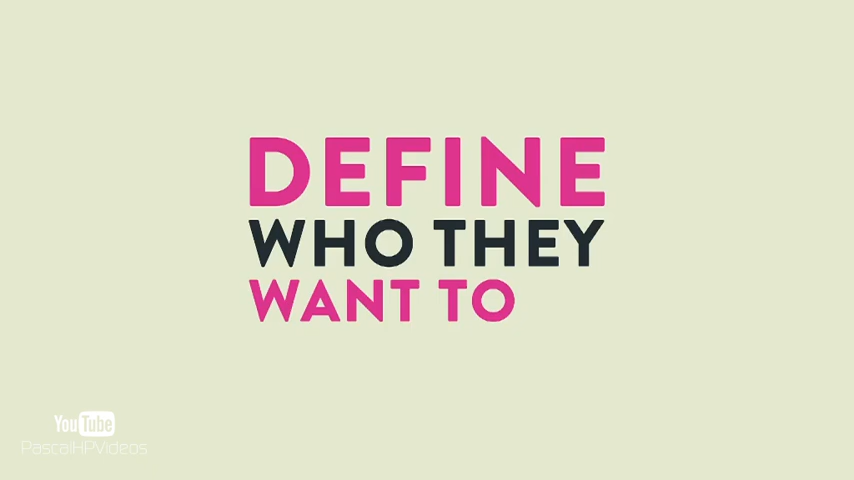 DEFINE
WHO THEY
WANT TO
YouTube
PascalHPVideos